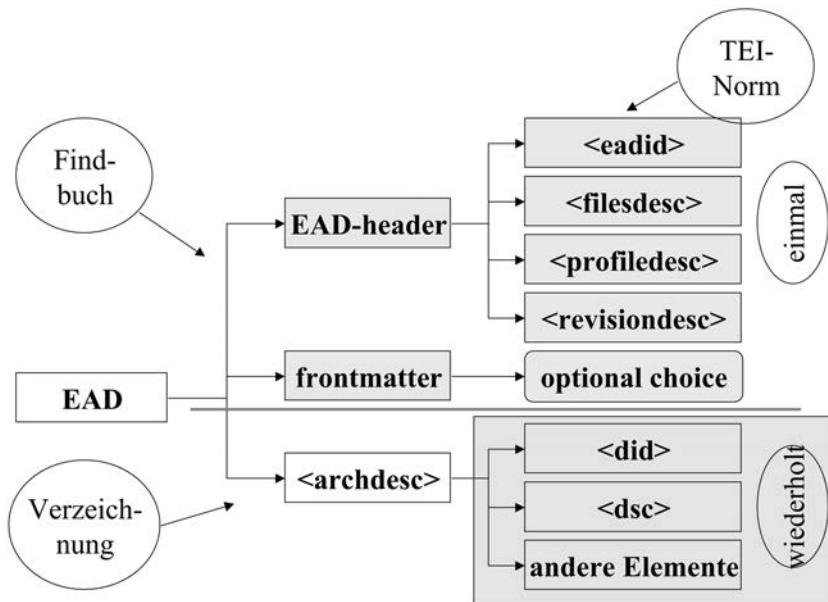 TEI-
Norm
Find-
buch
<eadid>
<filesdesc>
einmal
EAD-header
<profiledesc>
<revisiondesc>
frontmatter
optional choice
EAD
<did>
<archdesc>
<dsc>
wiederholt
Verzeich-
nung
andere Elemente